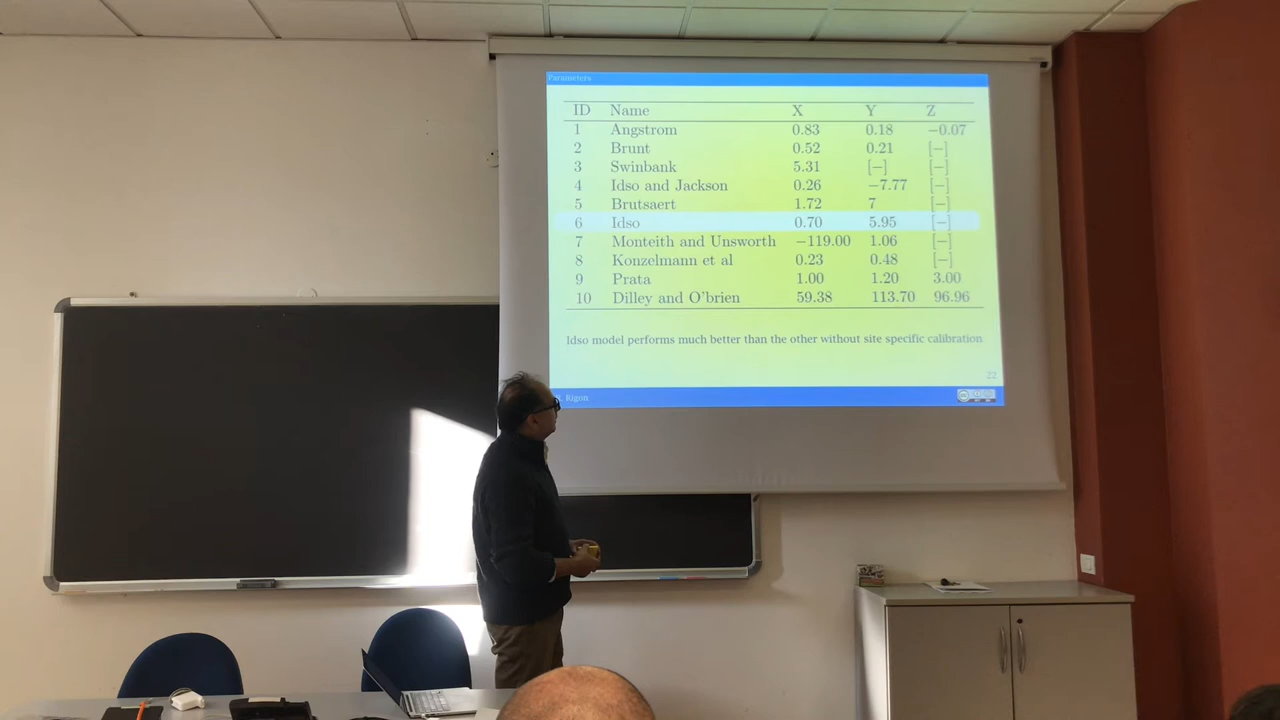 Parameters
ID Name X Y Z
1 Angstrom 0.83 0.18 −0.07
2 Brunt 0.52 0.21 [−]
3 Swinbank 5.31 [−] [−]
4 Idso and Jackson 0.26 −7.77 [−]
5 Brutsaert 1.72 7 [−]
6 Idso 0.70 5.95 [−]
7 Monteith and Unsworth −119.00 1.06 [−]
8 Konzelmann et al 0.23 0.48 [−]
9 Prata 1.00 1.20 3.00
10 Dilley and O'brien 59.38 113.70 96.96
Idso model performs much better than the other without site specific calibration
22
Rigon